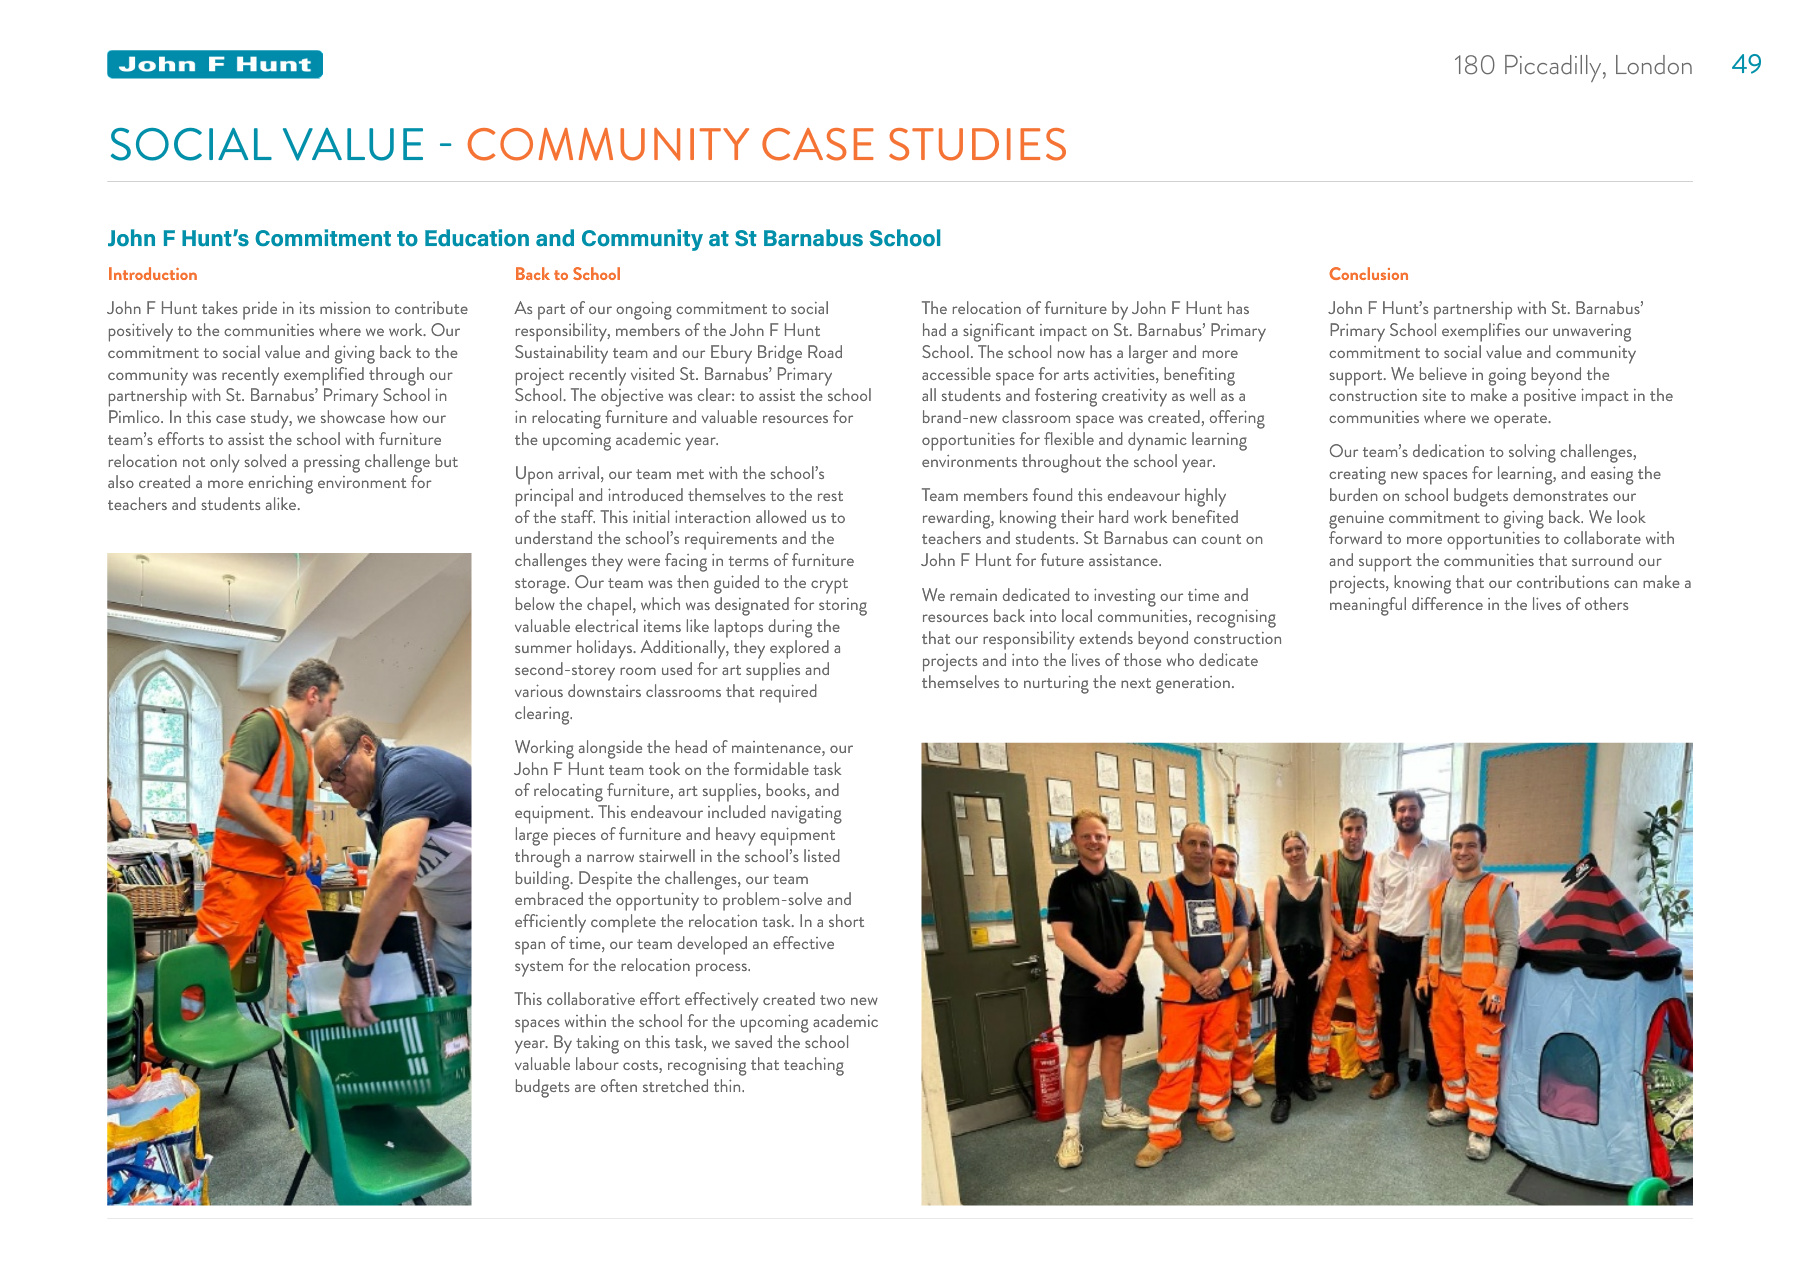 John F Hunt
180 Piccadilly, London 49
SOCIAL VALUE - COMMUNITY CASE STUDIES
John F Hunt's Commitment to Education and Community at St Barnabus School
Introduction
John F Hunt takes pride in its mission to contribute
positively to the communities where we work. Our
commitment to social value and giving back to the
community was recently exemplified through our
partnership with St. Barnabus' Primary School in
Pimlico. In this case study, we showcase how our
team's efforts to assist the school with furniture
relocation not only solved a pressing challenge but
also created a more enriching environment for
teachers and students alike.
Back to School
As part of our ongoing commitment to social
responsibility, members of the John F Hunt
Sustainability team and our Ebury Bridge Road
project recently visited St. Barnabus' Primary
School. The objective was clear: to assist the school
in relocating furniture and valuable resources for
the upcoming academic year.
Upon arrival, our team met with the school's
principal and introduced themselves to the rest
of the staff. This initial interaction allowed us to
understand the school's requirements and the
challenges they were facing in terms of furniture
storage. Our team was then guided to the crypt
below the chapel, which was designated for storing
valuable electrical items like laptops during the
summer holidays. Additionally, they explored a
second-storey room used for art supplies and
various downstairs classrooms that required
clearing.
Working alongside the head of maintenance, our
John F Hunt team took on the formidable task
of relocating furniture, art supplies, books, and
equipment. This endeavour included navigating
large pieces of furniture and heavy equipment
through a narrow stairwell in the school's listed
building. Despite the challenges, our team
embraced the opportunity to problem-solve and
efficiently complete the relocation task. In a short
span of time, our team developed an effective
system for the relocation process.
This collaborative effort effectively created two new
spaces within the school for the upcoming academic
year. By taking on this task, we saved the school
valuable labour costs, recognising that teaching
budgets are often stretched thin.
The relocation of furniture by John F Hunt has
had a significant impact on St. Barnabus' Primary
School. The school now has a larger and more
accessible space for arts activities, benefiting
all students and fostering creativity as well as a
brand-new classroom space was created, offering
opportunities for flexible and dynamic learning
environments throughout the school year.
Team members found this endeavour highly
rewarding, knowing their hard work benefited
teachers and students. St Barnabus can count on
John F Hunt for future assistance.
We remain dedicated to investing our time and
resources back into local communities, recognising
that our responsibility extends beyond construction
projects and into the lives of those who dedicate
themselves to nurturing the next generation.
Conclusion
John F Hunt's partnership with St. Barnabus'
Primary School exemplifies our unwavering
commitment to social value and community
support. We believe in going beyond the
construction site to make a positive impact in the
communities where we operate.
Our team's dedication to solving challenges,
creating new spaces for learning, and easing the
burden on school budgets demonstrates our
genuine commitment to giving back. We look
forward to more opportunities to collaborate with
and support the communities that surround our
projects, knowing that our contributions can make a
meaningful difference in the lives of others